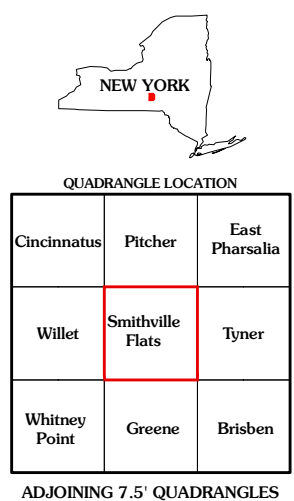 NEW YORK
QUADRANGLE LOCATION
Cincinnatus
Pitcher
East
Pharsalia
Willet
Smithville
Flats
Tyner
Whitney
Point
Greene
Brisben
ADJOINING 7.5' QUADRANGLES